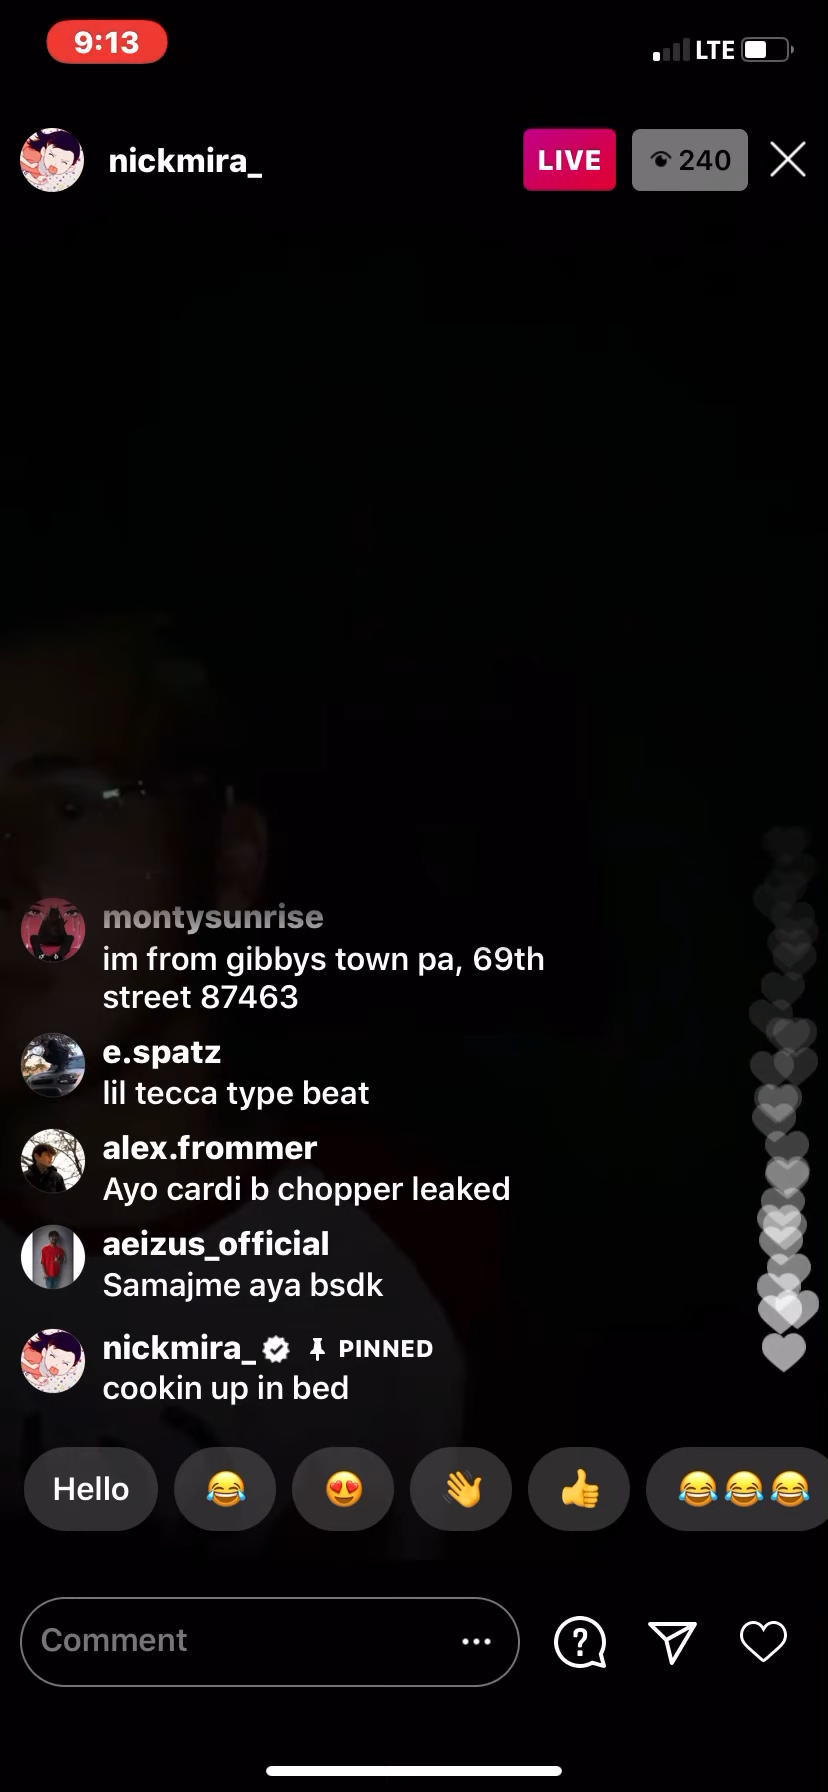 9:13
LTE
nickmira_
LIVE
240
montysunrise
im from gibbys town pa, 69th
street 87463
e.spatz
lil tecca type beat
alex.frommer
Ayo cardi b chopper leaked
aeizus_official
Samajme aya bsdk
nickmira_ PINNED
cookin up in bed
Hello 😂 😍 👋 👍 😂😂😂
Comment